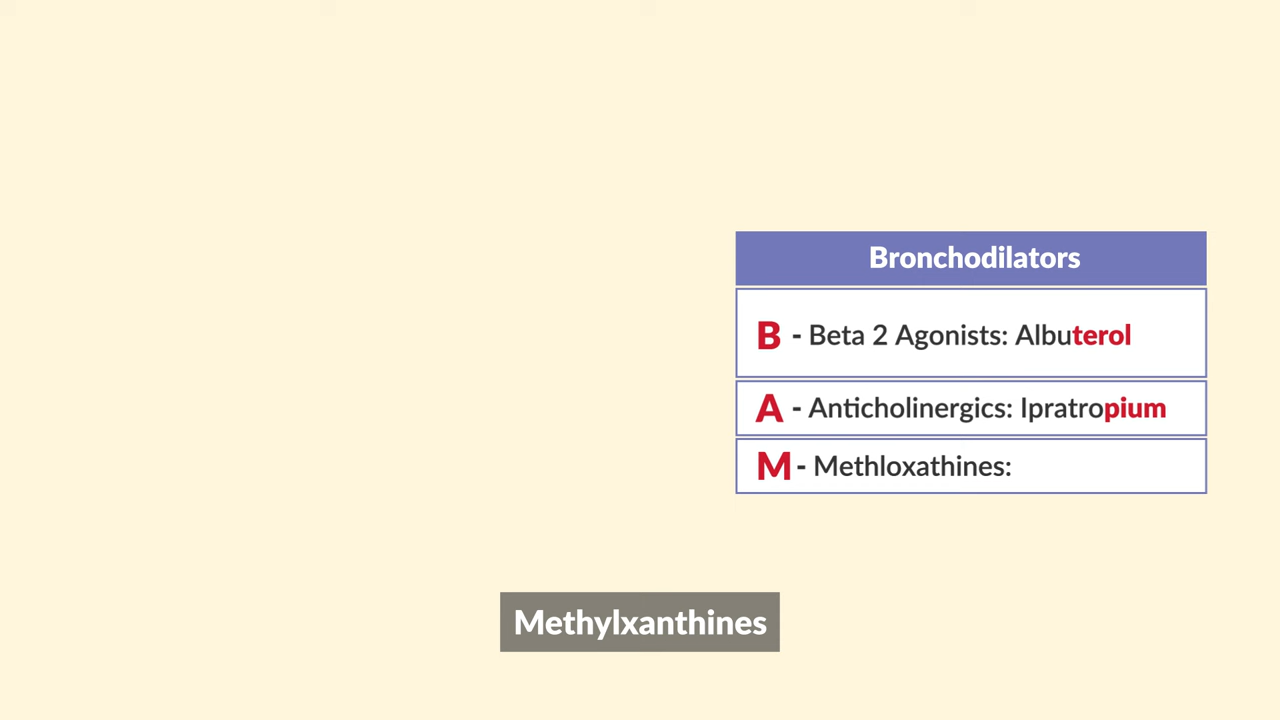 Bronchodilators
B - Beta 2 Agonists: Albuterol
A - Anticholinergics: Ipratropium
M - Methloxathines:
Methylxanthines